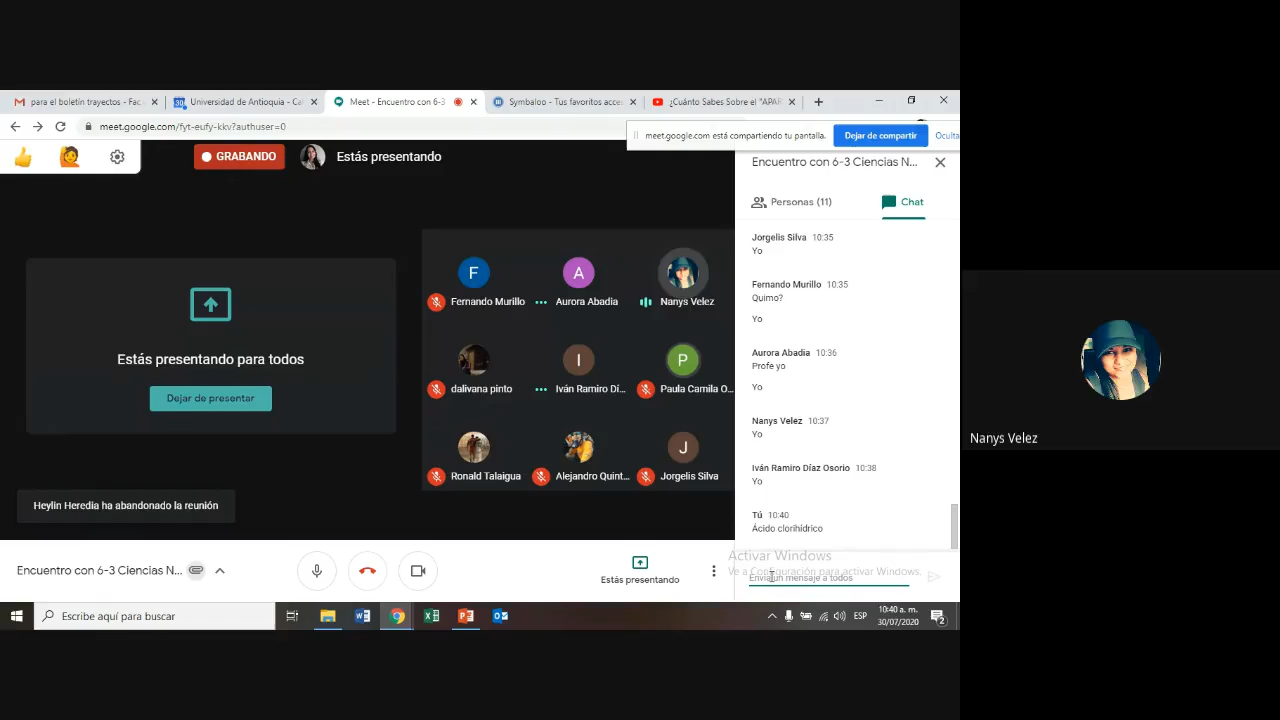 para el boletín trayectos - Fac
Universidad de Antioquia - Cal
Meet - Encuentro con 6-3
Symbaloo - Tus favoritos acces
¿Cuánto Sabes Sobre el "APAR
meet.google.com/fyt-eufy-kkv?authuser=0
meet.google.com está compartiendo tu pantalla.
Dejar de compartir
Oculta
GRABANDO
Estás presentando
Encuentro con 6-3 Ciencias N...
Personas (11)
Chat
Estás presentando para todos
Dejar de presentar
Heylin Heredia ha abandonado la reunión
F
A
Fernando Murillo
Aurora Abadia
Nanys Velez
I
P
dalivana pinto
Iván Ramiro Dí...
Paula Camila O...
J
Ronald Talaigua
Alejandro Quint...
Jorgelis Silva
Jorgelis Silva 10:35
Yo
Fernando Murillo 10:35
Quimo?
Yo
Aurora Abadia 10:36
Profe yo
Yo
Nanys Velez 10:37
Yo
Iván Ramiro Díaz Osorio 10:38
Yo
Tú 10:40
Ácido clorihídrico
Activar Windows
Ve a Configuración para activar Windows.
Envía un mensaje a todos
Encuentro con 6-3 Ciencias N...
Estás presentando
Escribe aquí para buscar
ESP
10:40 a. m.
30/07/2020
2
Nanys Velez